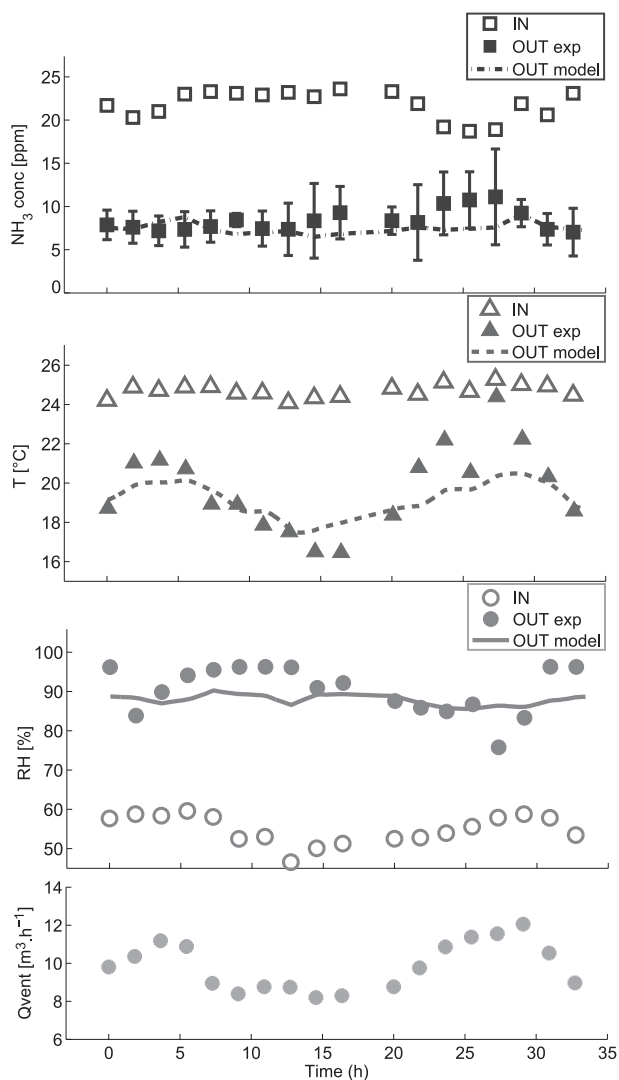 IN
OUT exp
OUT model
NH3 conc [ppm]
25
20
15
10
5
0
IN
OUT exp
OUT model
T [°C]
26
24
22
20
18
16
IN
OUT exp
OUT model
RH [%]
100
90
80
70
60
50
Qvent [m³.h⁻¹]
14
12
10
8
6
0 5 10 15 20 25 30 35
Time (h)